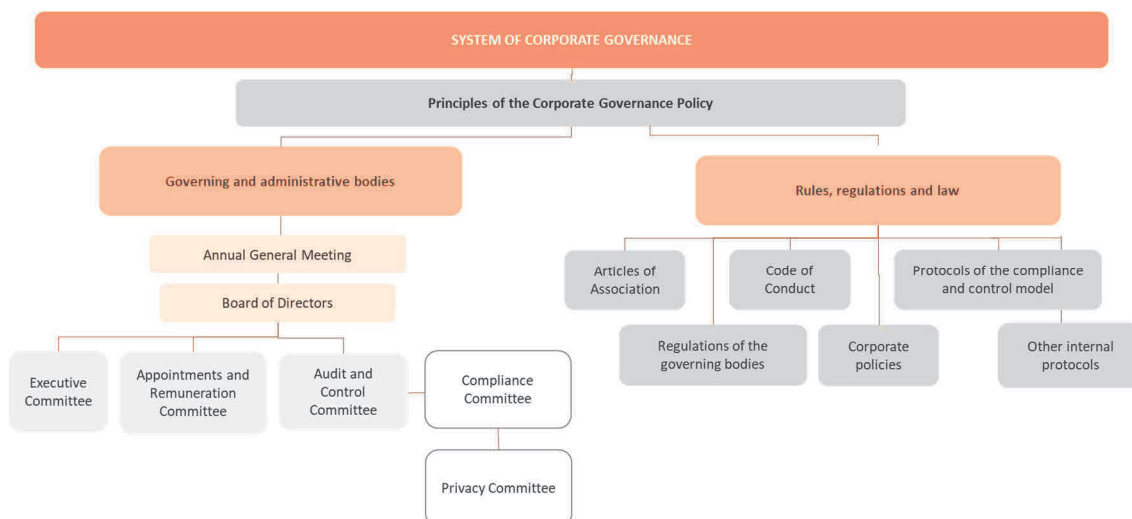 SYSTEM OF CORPORATE GOVERNANCE
Principles of the Corporate Governance Policy
Governing and administrative bodies
Rules, regulations and law
Annual General Meeting
Board of Directors
Articles of
Association
Code of
Conduct
Protocols of the compliance
and control model
Regulations of the
governing bodies
Corporate
policies
Other internal
protocols
Executive
Committee
Appointments and
Remuneration
Committee
Audit and
Control
Committee
Compliance
Committee
Privacy Committee